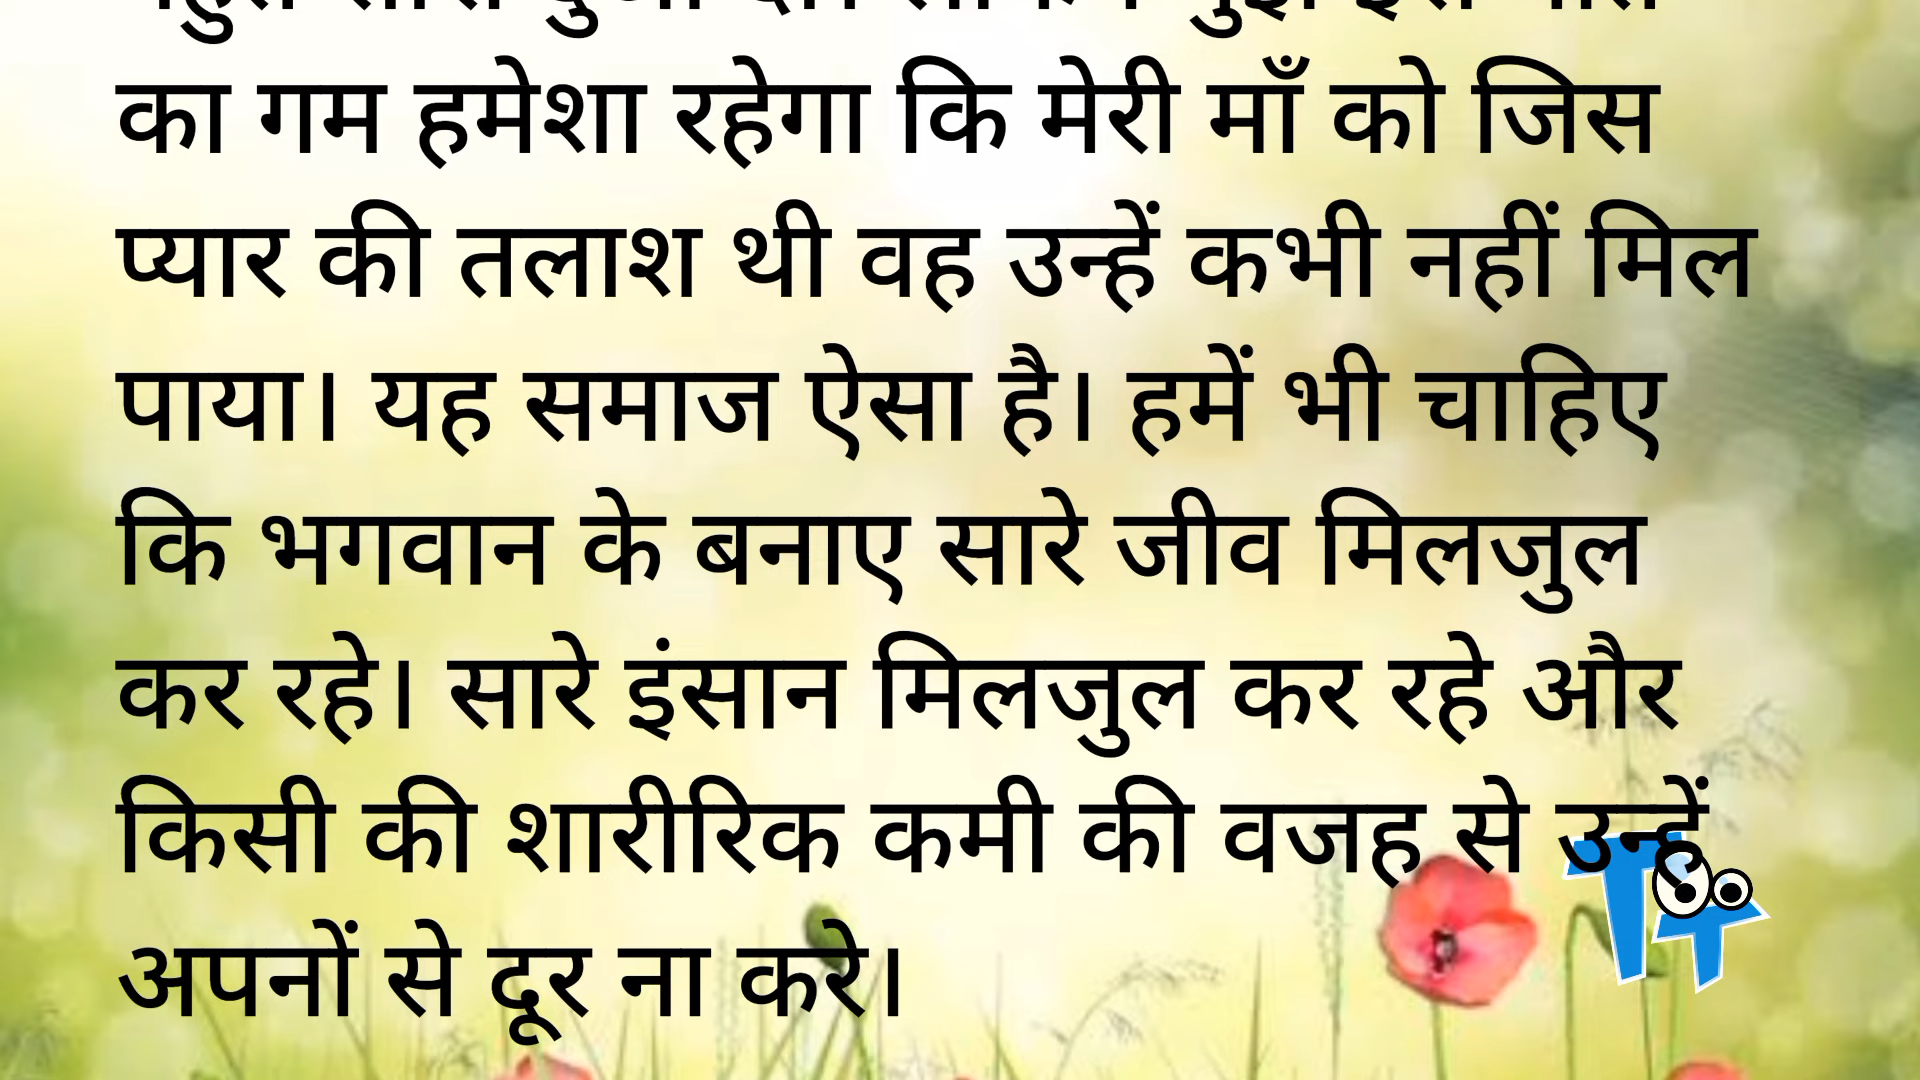 का गम हमेशा रहेगा कि मेरी माँ को जिस
प्यार की तलाश थी वह उन्हें कभी नहीं मिल
पाया। यह समाज ऐसा है। हमें भी चाहिए
कि भगवान के बनाए सारे जीव मिलजुल
कर रहे। सारे इंसान मिलजुल कर रहे और
किसी की शारीरिक कमी की वजह से उन्हें
अपनों से दूर ना करे।